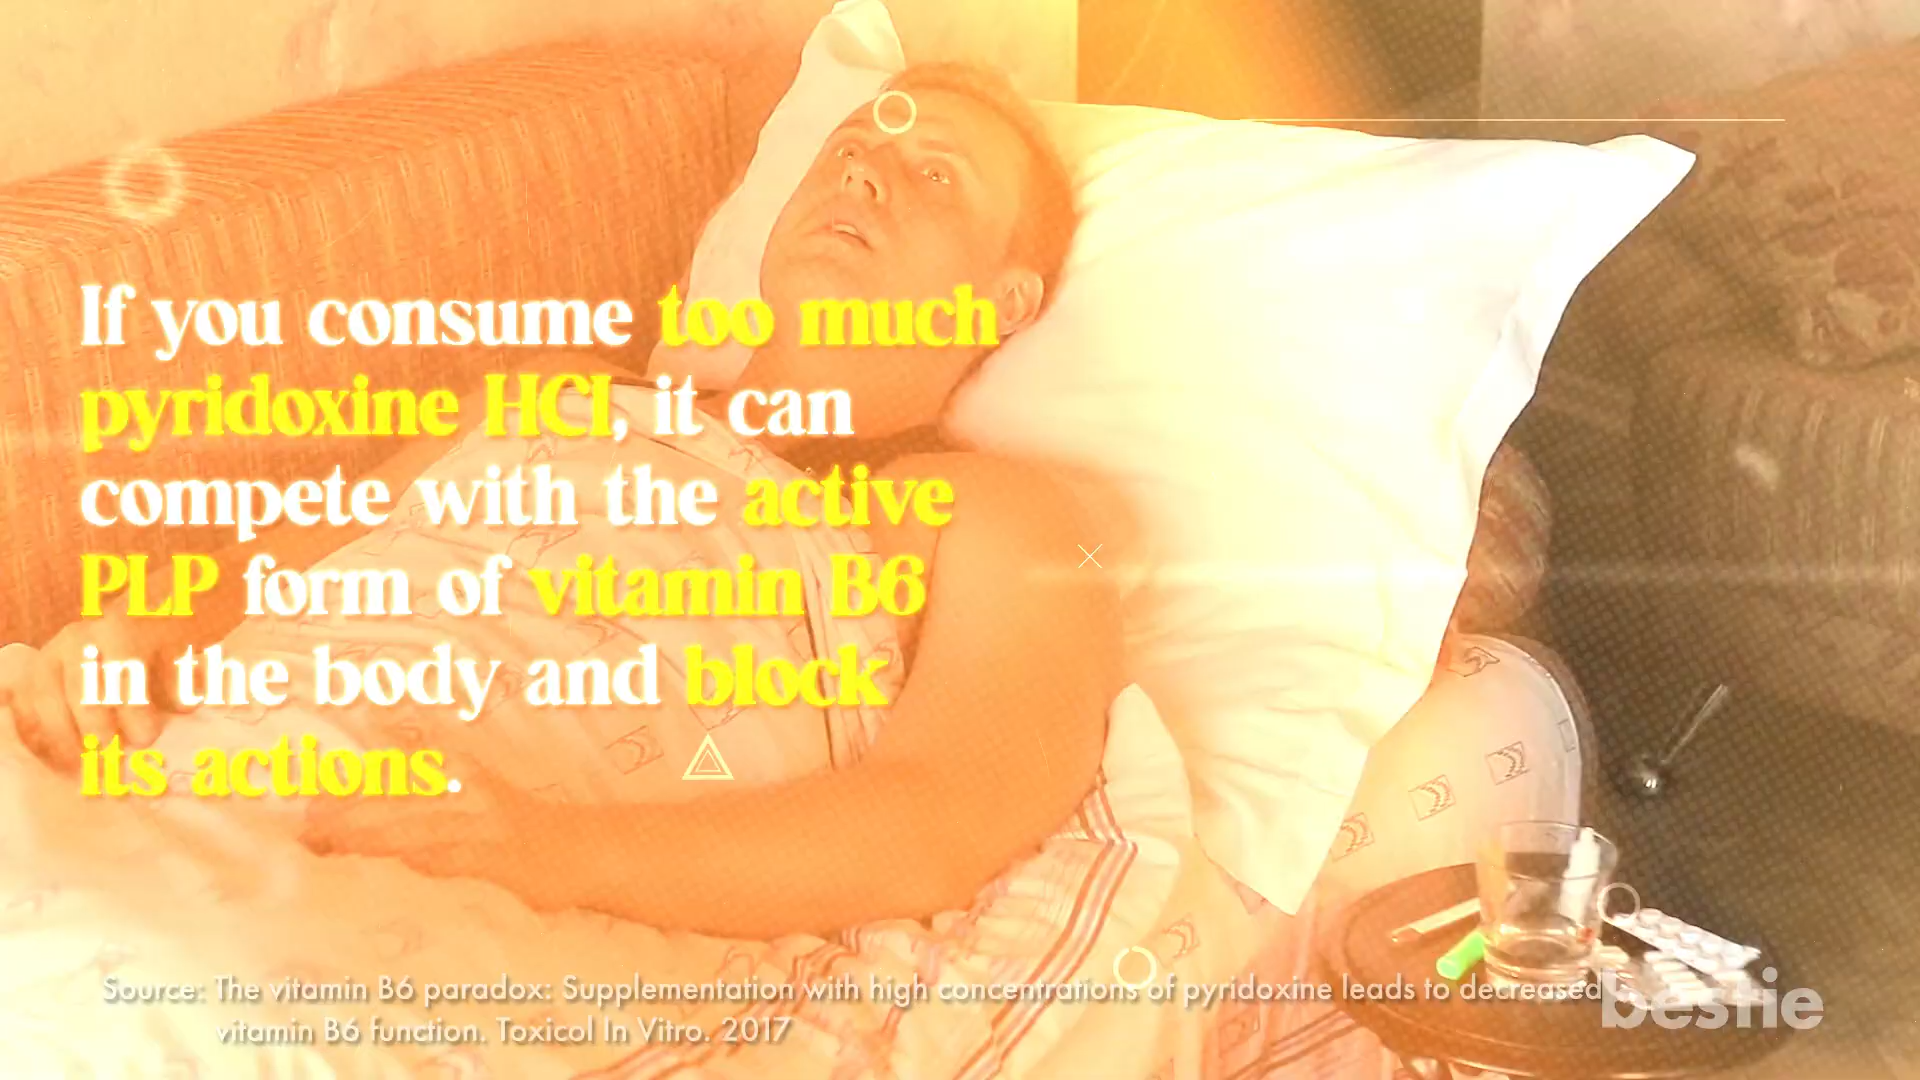 If you consume too much
pyridoxine HCl, it can
compete with the active
PLP form of vitamin B6
in the body and block
its actions.
Source: The vitamin B6 paradox: Supplementation with high concentrations of pyridoxine leads to decreased
vitamin B6 function. Toxicol In Vitro. 2017
bestie